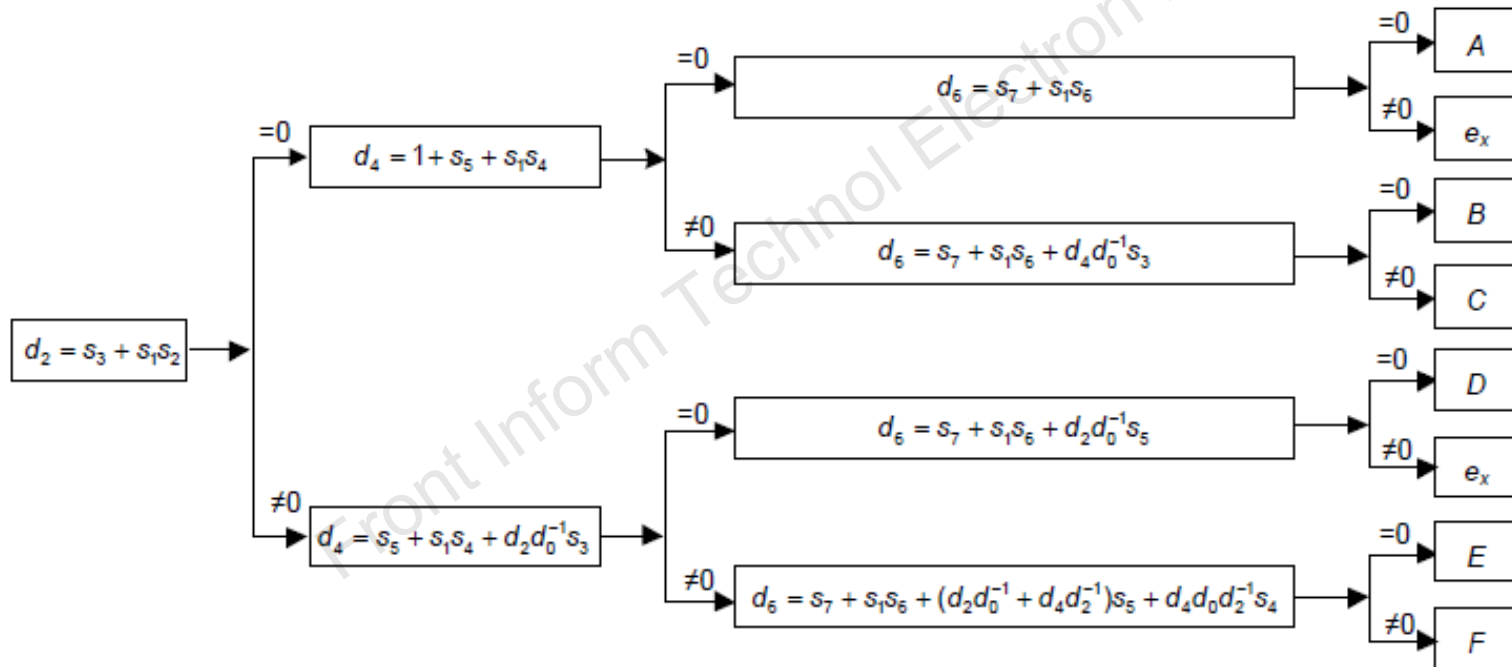 d₂ = s₃ + s₁s₂
=0
d₄ = 1 + s₅ + s₁s₄
=0
d₆ = s₇ + s₁s₆
=0
A
≠0
eₓ
≠0
d₆ = s₇ + s₁s₆ + d₄d₀⁻¹s₃
=0
B
≠0
C
≠0
d₄ = s₅ + s₁s₄ + d₂d₀⁻¹s₃
=0
d₆ = s₇ + s₁s₆ + d₂d₀⁻¹s₅
=0
D
≠0
eₓ
≠0
d₆ = s₇ + s₁s₆ + (d₂d₀⁻¹ + d₄d₂⁻¹)s₅ + d₄d₀d₂⁻¹s₄
=0
E
≠0
F
Front Inform Technol Electron